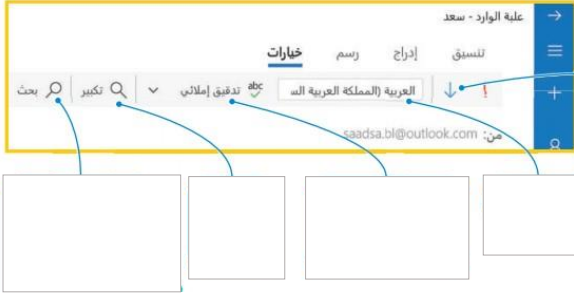 علبة الوارد - سعد
تنسيق إدراج رسم خيارات
! العربية (المملكة العربية الس abc تدقيق إملائي تكبير بحث
من: saadsa.bl@outlook.com